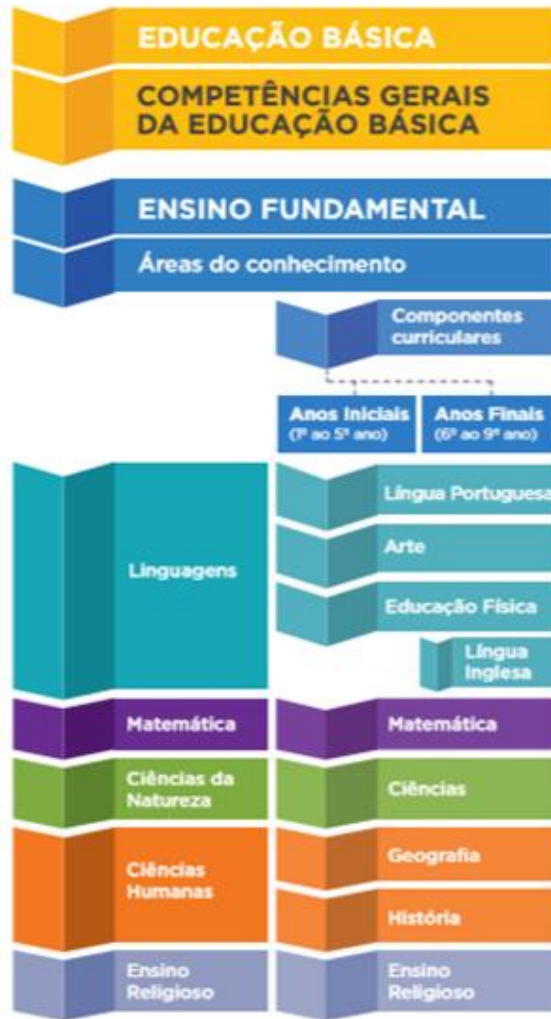 EDUCAÇÃO BÁSICA
COMPETÊNCIAS GERAIS
DA EDUCAÇÃO BÁSICA
ENSINO FUNDAMENTAL
Áreas do conhecimento
Componentes
curriculares
Anos Iniciais
(1º ao 5º ano)
Anos Finais
(6º ao 9º ano)
Linguagens
Língua Portuguesa
Arte
Educação Física
Língua
Inglesa
Matemática
Matemática
Ciências da
Natureza
Ciências
Ciências
Humanas
Geografia
História
Ensino
Religioso
Ensino
Religioso